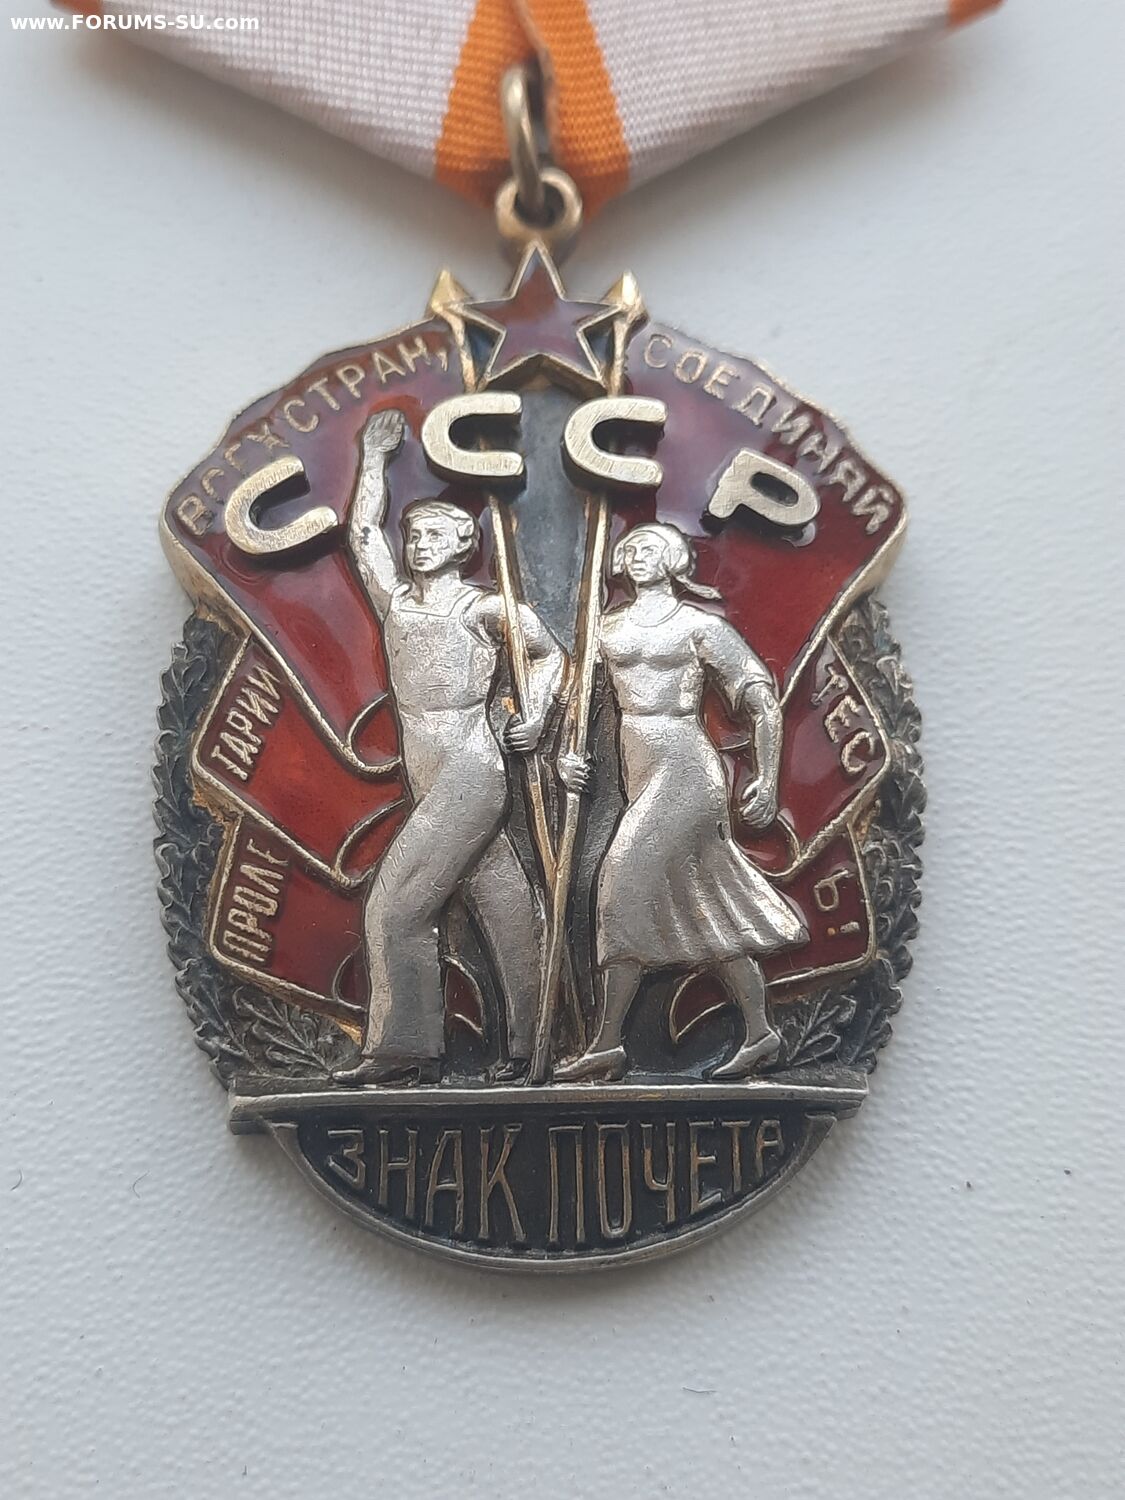 www.FORUMS-SU.com
ВСЕХ СТРАН, СОЕДИНЯЙ
СССР
ТАРИИ ТЕС
ПРОЛЕ Ь!
ЗНАК ПОЧЕТА